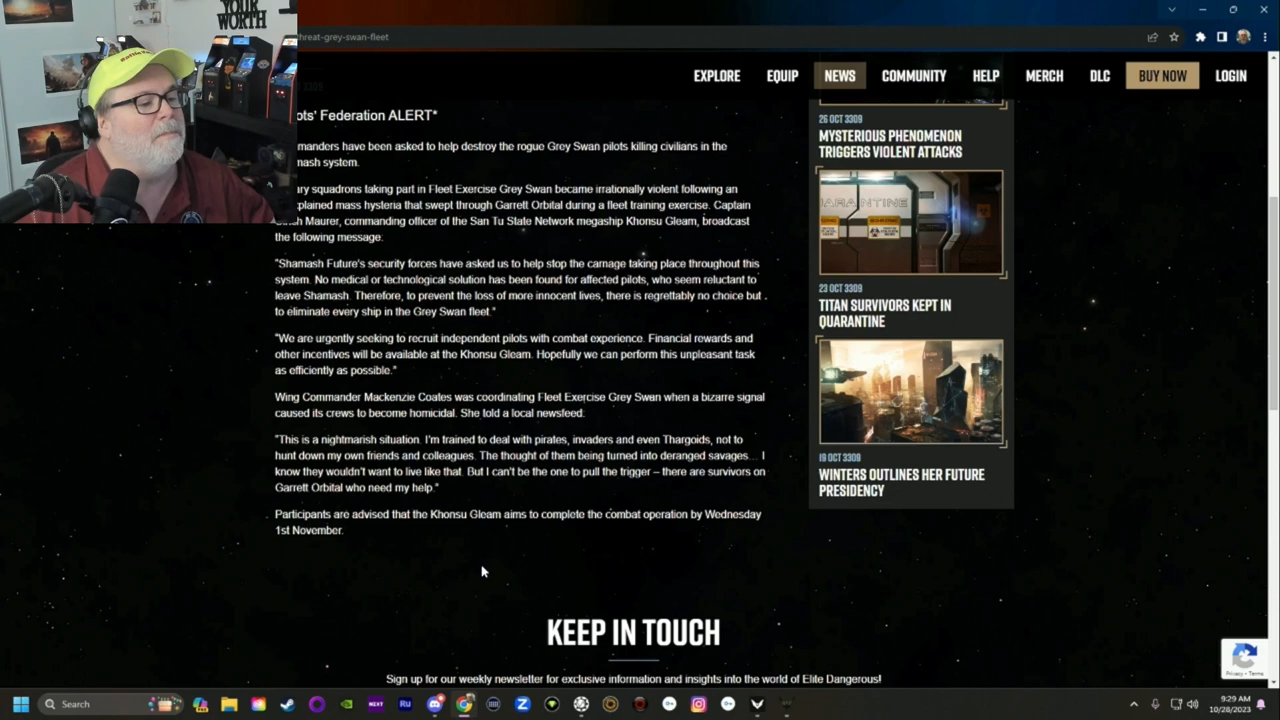 YOUR
WORTH
hreat-grey-swan-fleet
EXPLORE EQUIP NEWS COMMUNITY HELP MERCH DLC BUY NOW LOGIN
ots' Federation ALERT*
manders have been asked to help destroy the rogue Grey Swan pilots killing civilians in the
mash system.
ary squadrons taking part in Fleet Exercise Grey Swan became irrationally violent following an
xplained mass hysteria that swept through Garrett Orbital during a fleet training exercise. Captain
Maurer, commanding officer of the San Tu State Network megaship Khonsu Gleam, broadcast
the following message:
"Shamash Future's security forces have asked us to help stop the carnage taking place throughout this
system. No medical or technological solution has been found for affected pilots, who seem reluctant to
leave Shamash. Therefore, to prevent the loss of more innocent lives, there is regrettably no choice but
to eliminate every ship in the Grey Swan fleet."
"We are urgently seeking to recruit independent pilots with combat experience. Financial rewards and
other incentives will be available at the Khonsu Gleam. Hopefully we can perform this unpleasant task
as efficiently as possible."
Wing Commander Mackenzie Coates was coordinating Fleet Exercise Grey Swan when a bizarre signal
caused its crews to become homicidal. She told a local newsfeed:
"This is a nightmarish situation. I'm trained to deal with pirates, invaders and even Thargoids, not to
hunt down my own friends and colleagues. The thought of them being turned into deranged savages... I
know they wouldn't want to live like that. But I can't be the one to pull the trigger – there are survivors on
Garrett Orbital who need my help."
Participants are advised that the Khonsu Gleam aims to complete the combat operation by Wednesday
1st November.
26 OCT 3309
MYSTERIOUS PHENOMENON
TRIGGERS VIOLENT ATTACKS
23 OCT 3309
TITAN SURVIVORS KEPT IN
QUARANTINE
19 OCT 3309
WINTERS OUTLINES HER FUTURE
PRESIDENCY
KEEP IN TOUCH
Sign up for our weekly newsletter for exclusive information and insights into the world of Elite Dangerous!
Privacy - Terms
Search
NEXT
Ru
9:29 AM
10/28/2023